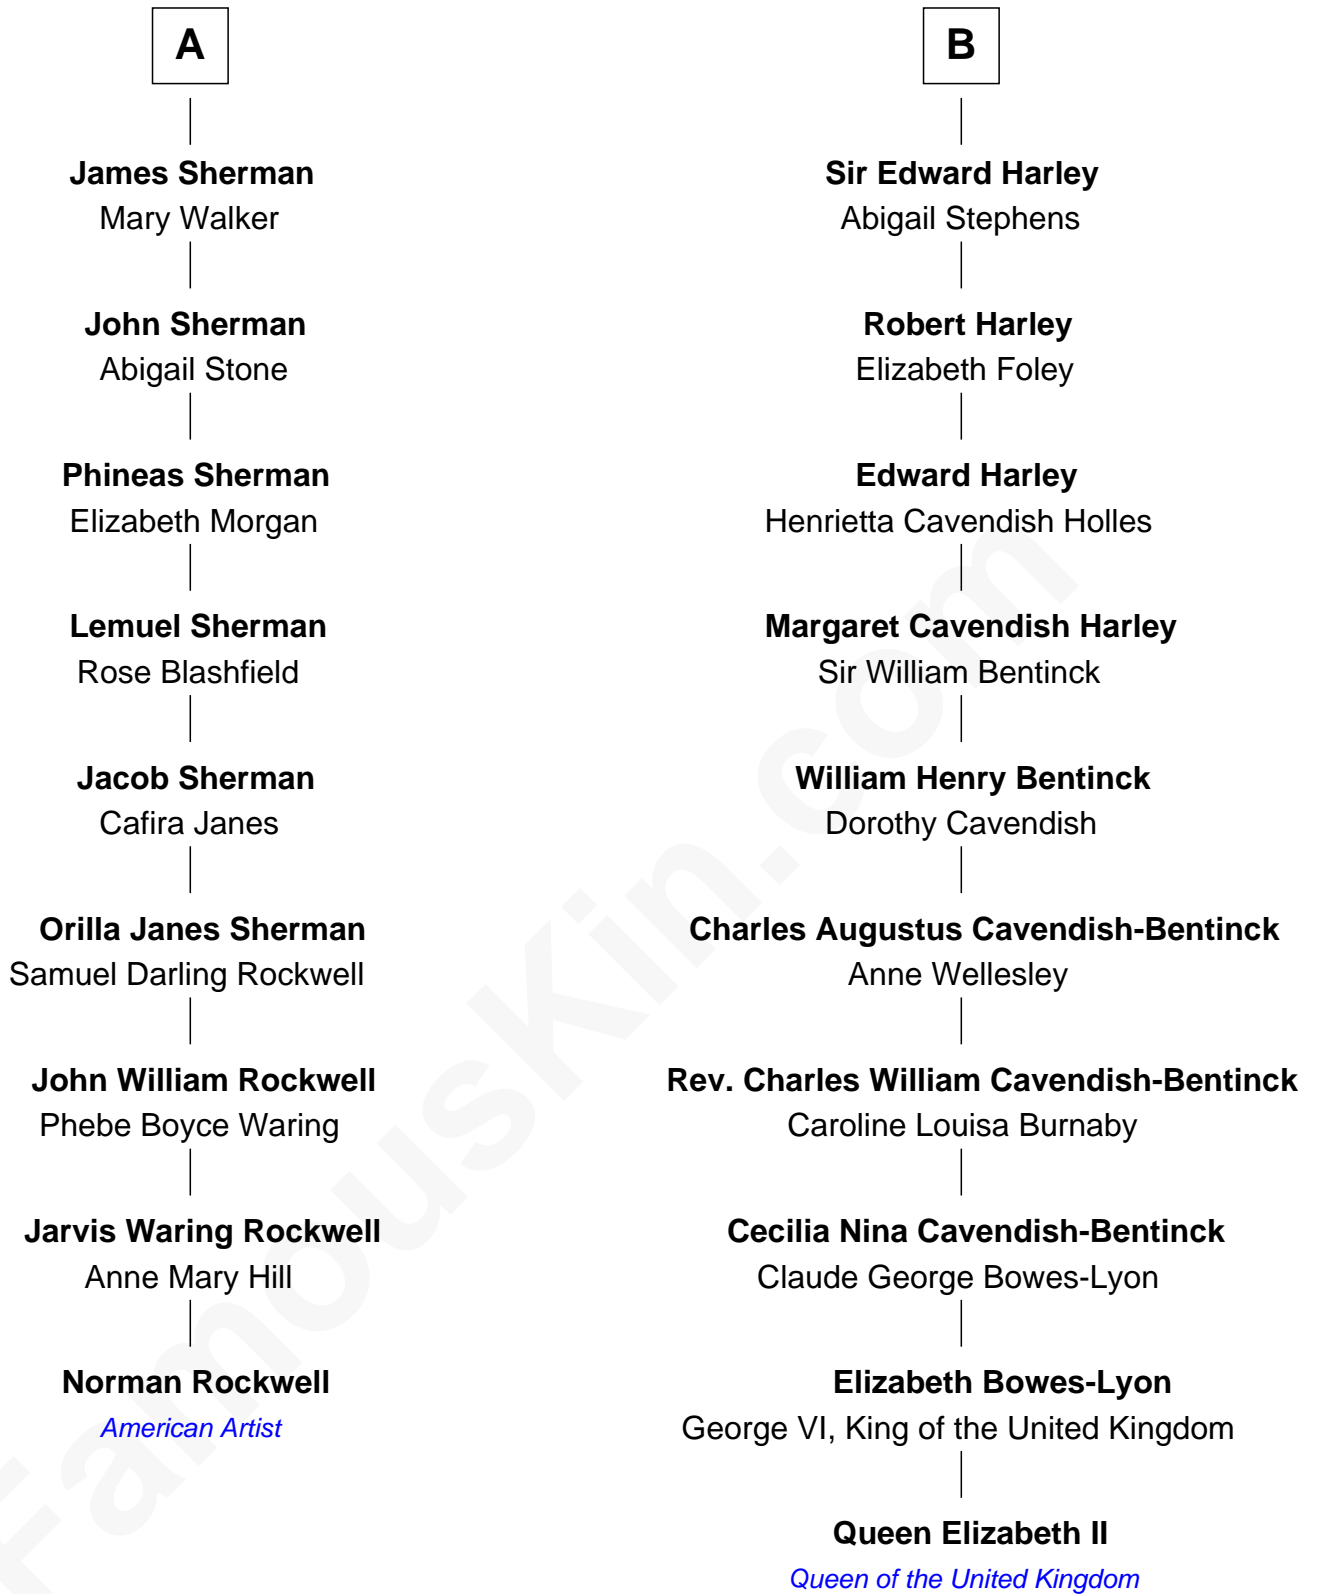 A
James Sherman
Mary Walker
John Sherman
Abigail Stone
Phineas Sherman
Elizabeth Morgan
Lemuel Sherman
Rose Blashfield
Jacob Sherman
Cafira Janes
Orilla Janes Sherman
Samuel Darling Rockwell
John William Rockwell
Phebe Boyce Waring
Jarvis Waring Rockwell
Anne Mary Hill
Norman Rockwell
American Artist
B
Sir Edward Harley
Abigail Stephens
Robert Harley
Elizabeth Foley
Edward Harley
Henrietta Cavendish Holles
Margaret Cavendish Harley
Sir William Bentinck
William Henry Bentinck
Dorothy Cavendish
Charles Augustus Cavendish-Bentinck
Anne Wellesley
Rev. Charles William Cavendish-Bentinck
Caroline Louisa Burnaby
Cecilia Nina Cavendish-Bentinck
Claude George Bowes-Lyon
Elizabeth Bowes-Lyon
George VI, King of the United Kingdom
Queen Elizabeth II
Queen of the United Kingdom
FamousKin.com